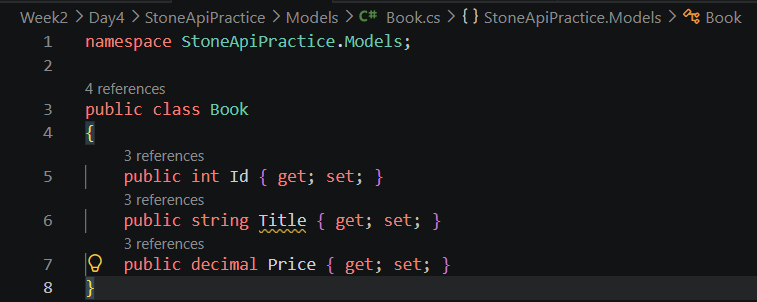 Week2 > Day4 > StoneApiPractice > Models > C# Book.cs > {} StoneApiPractice.Models > Book
1 namespace StoneApiPractice.Models;
2
4 references
3 public class Book
4 {
3 references
5 public int Id { get; set; }
3 references
6 public string Title { get; set; }
3 references
7 public decimal Price { get; set; }
8 }